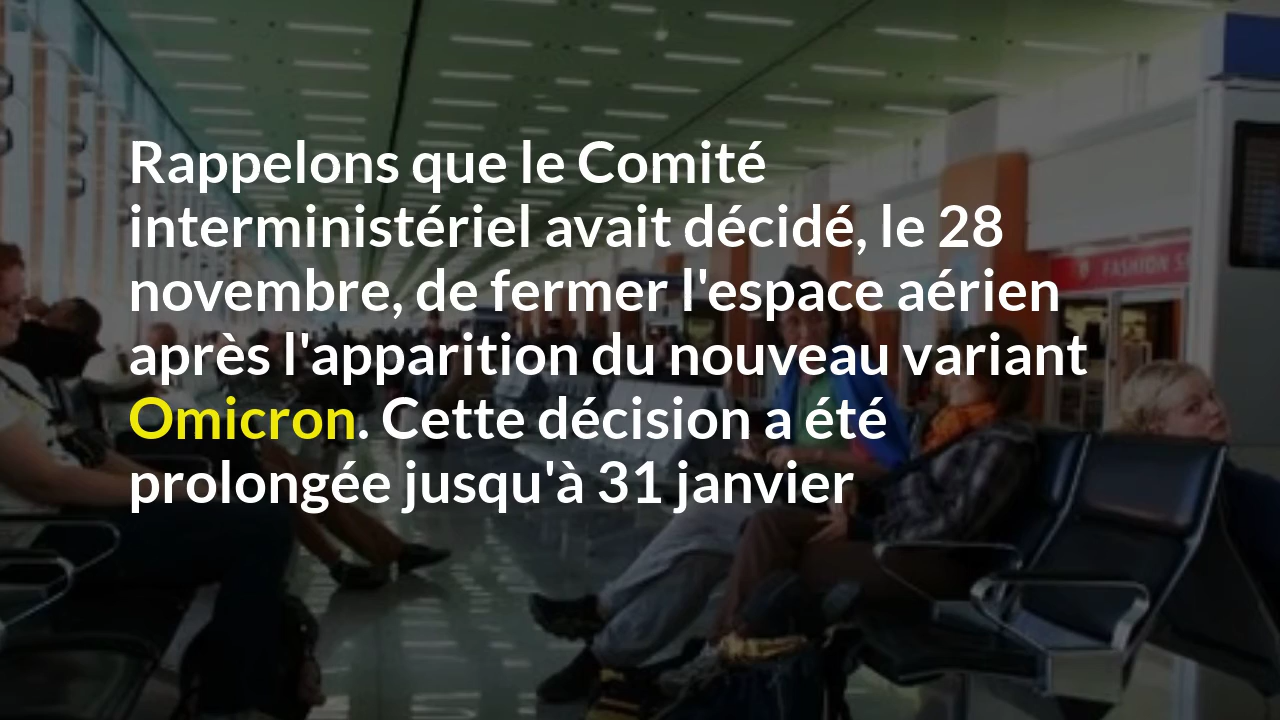 Rappelons que le Comité
interministériel avait décidé, le 28
novembre, de fermer l'espace aérien
après l'apparition du nouveau variant
Omicron. Cette décision a été
prolongée jusqu'à 31 janvier
FASHION